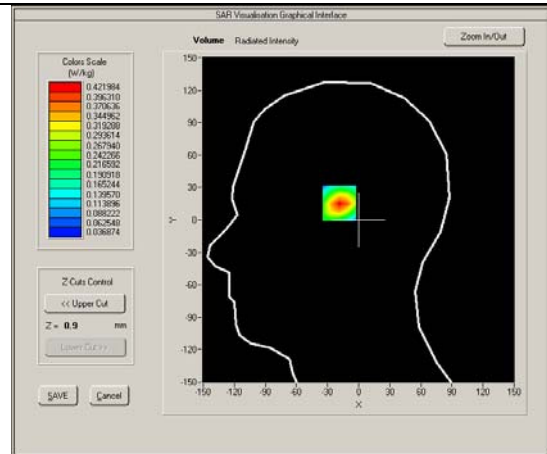 SAR Visualisation Graphical Interface
Volume Radiated Intensity
Zoom In/Out
Colors Scale
(W/kg)
0.421984
0.396310
0.370636
0.344962
0.319288
0.293614
0.267940
0.242266
0.216592
0.190918
0.165244
0.139570
0.113896
0.088222
0.062548
0.036874
Z Cuts Control
<< Upper Cut
Z = 0.9 mm
Lower Cut >>
SAVE Cancel
150
120
90
60
30
0
-30
-60
-90
-120
-150
Y
-150 -120 -90 -60 -30 0 30 60 90 120 150
X